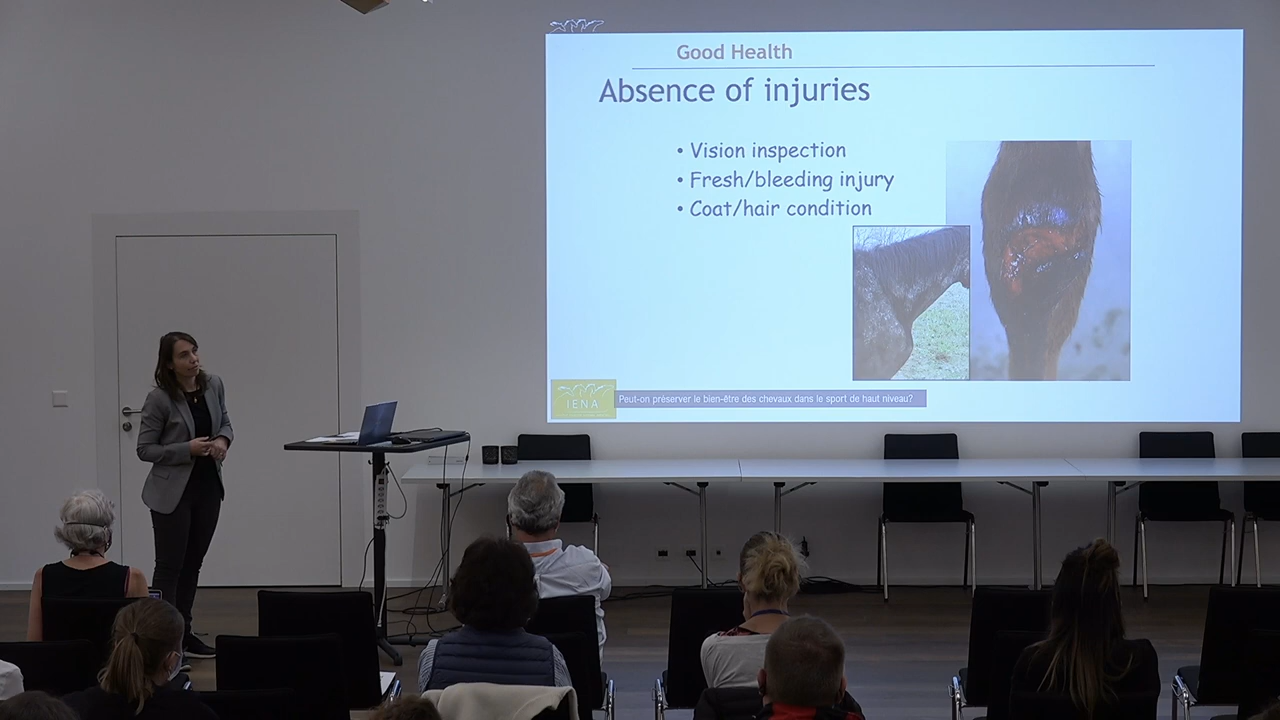 Good Health
Absence of injuries
• Vision inspection
• Fresh/bleeding injury
• Coat/hair condition
IENA
Peut-on préserver le bien-être des chevaux dans le sport de haut niveau?